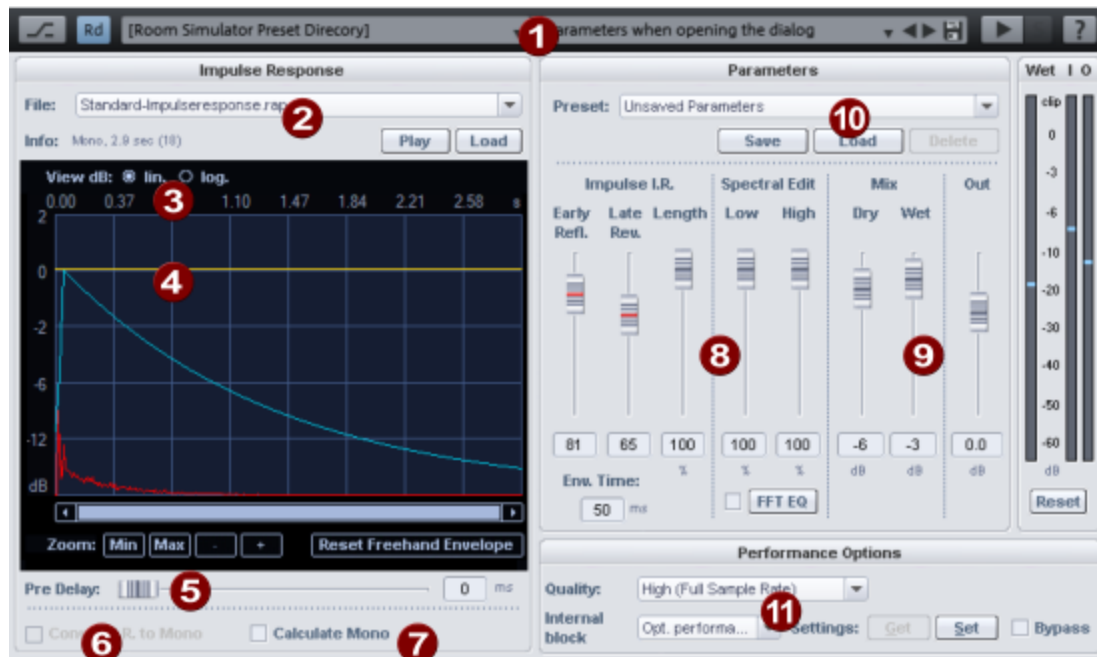 Rd [Room Simulator Preset Direcory] 1 arameters when opening the dialog ?
Impulse Response
File: Standard-Impulseresponse.rap
2
Info: Mono, 2.9 sec (18) Play Load
View dB: lin. log.
3
0.00 0.37 1.10 1.47 1.84 2.21 2.58 s
2
0
4
-2
-6
-12
dB
Zoom: Min Max - + Reset Freehand Envelope
Pre Delay: 5 0 ms
6 R. to Mono Calculate Mono 7
Parameters
Preset: Unsaved Parameters
10
Save Load Delete
Impulse I.R. Spectral Edit Mix Out
Early Refl. Late Rev. Length Low High Dry Wet
8 9
81 65 100 100 100 -6 -3 0.0
% % % dB dB dB
Env. Time:
50 ms FFT EQ
Wet I O
clip
0
-3
-6
-10
-20
-30
-40
-50
-60
dB
Reset
Performance Options
Quality: High (Full Sample Rate)
11
Internal block Opt. performa... Settings: Get Set Bypass